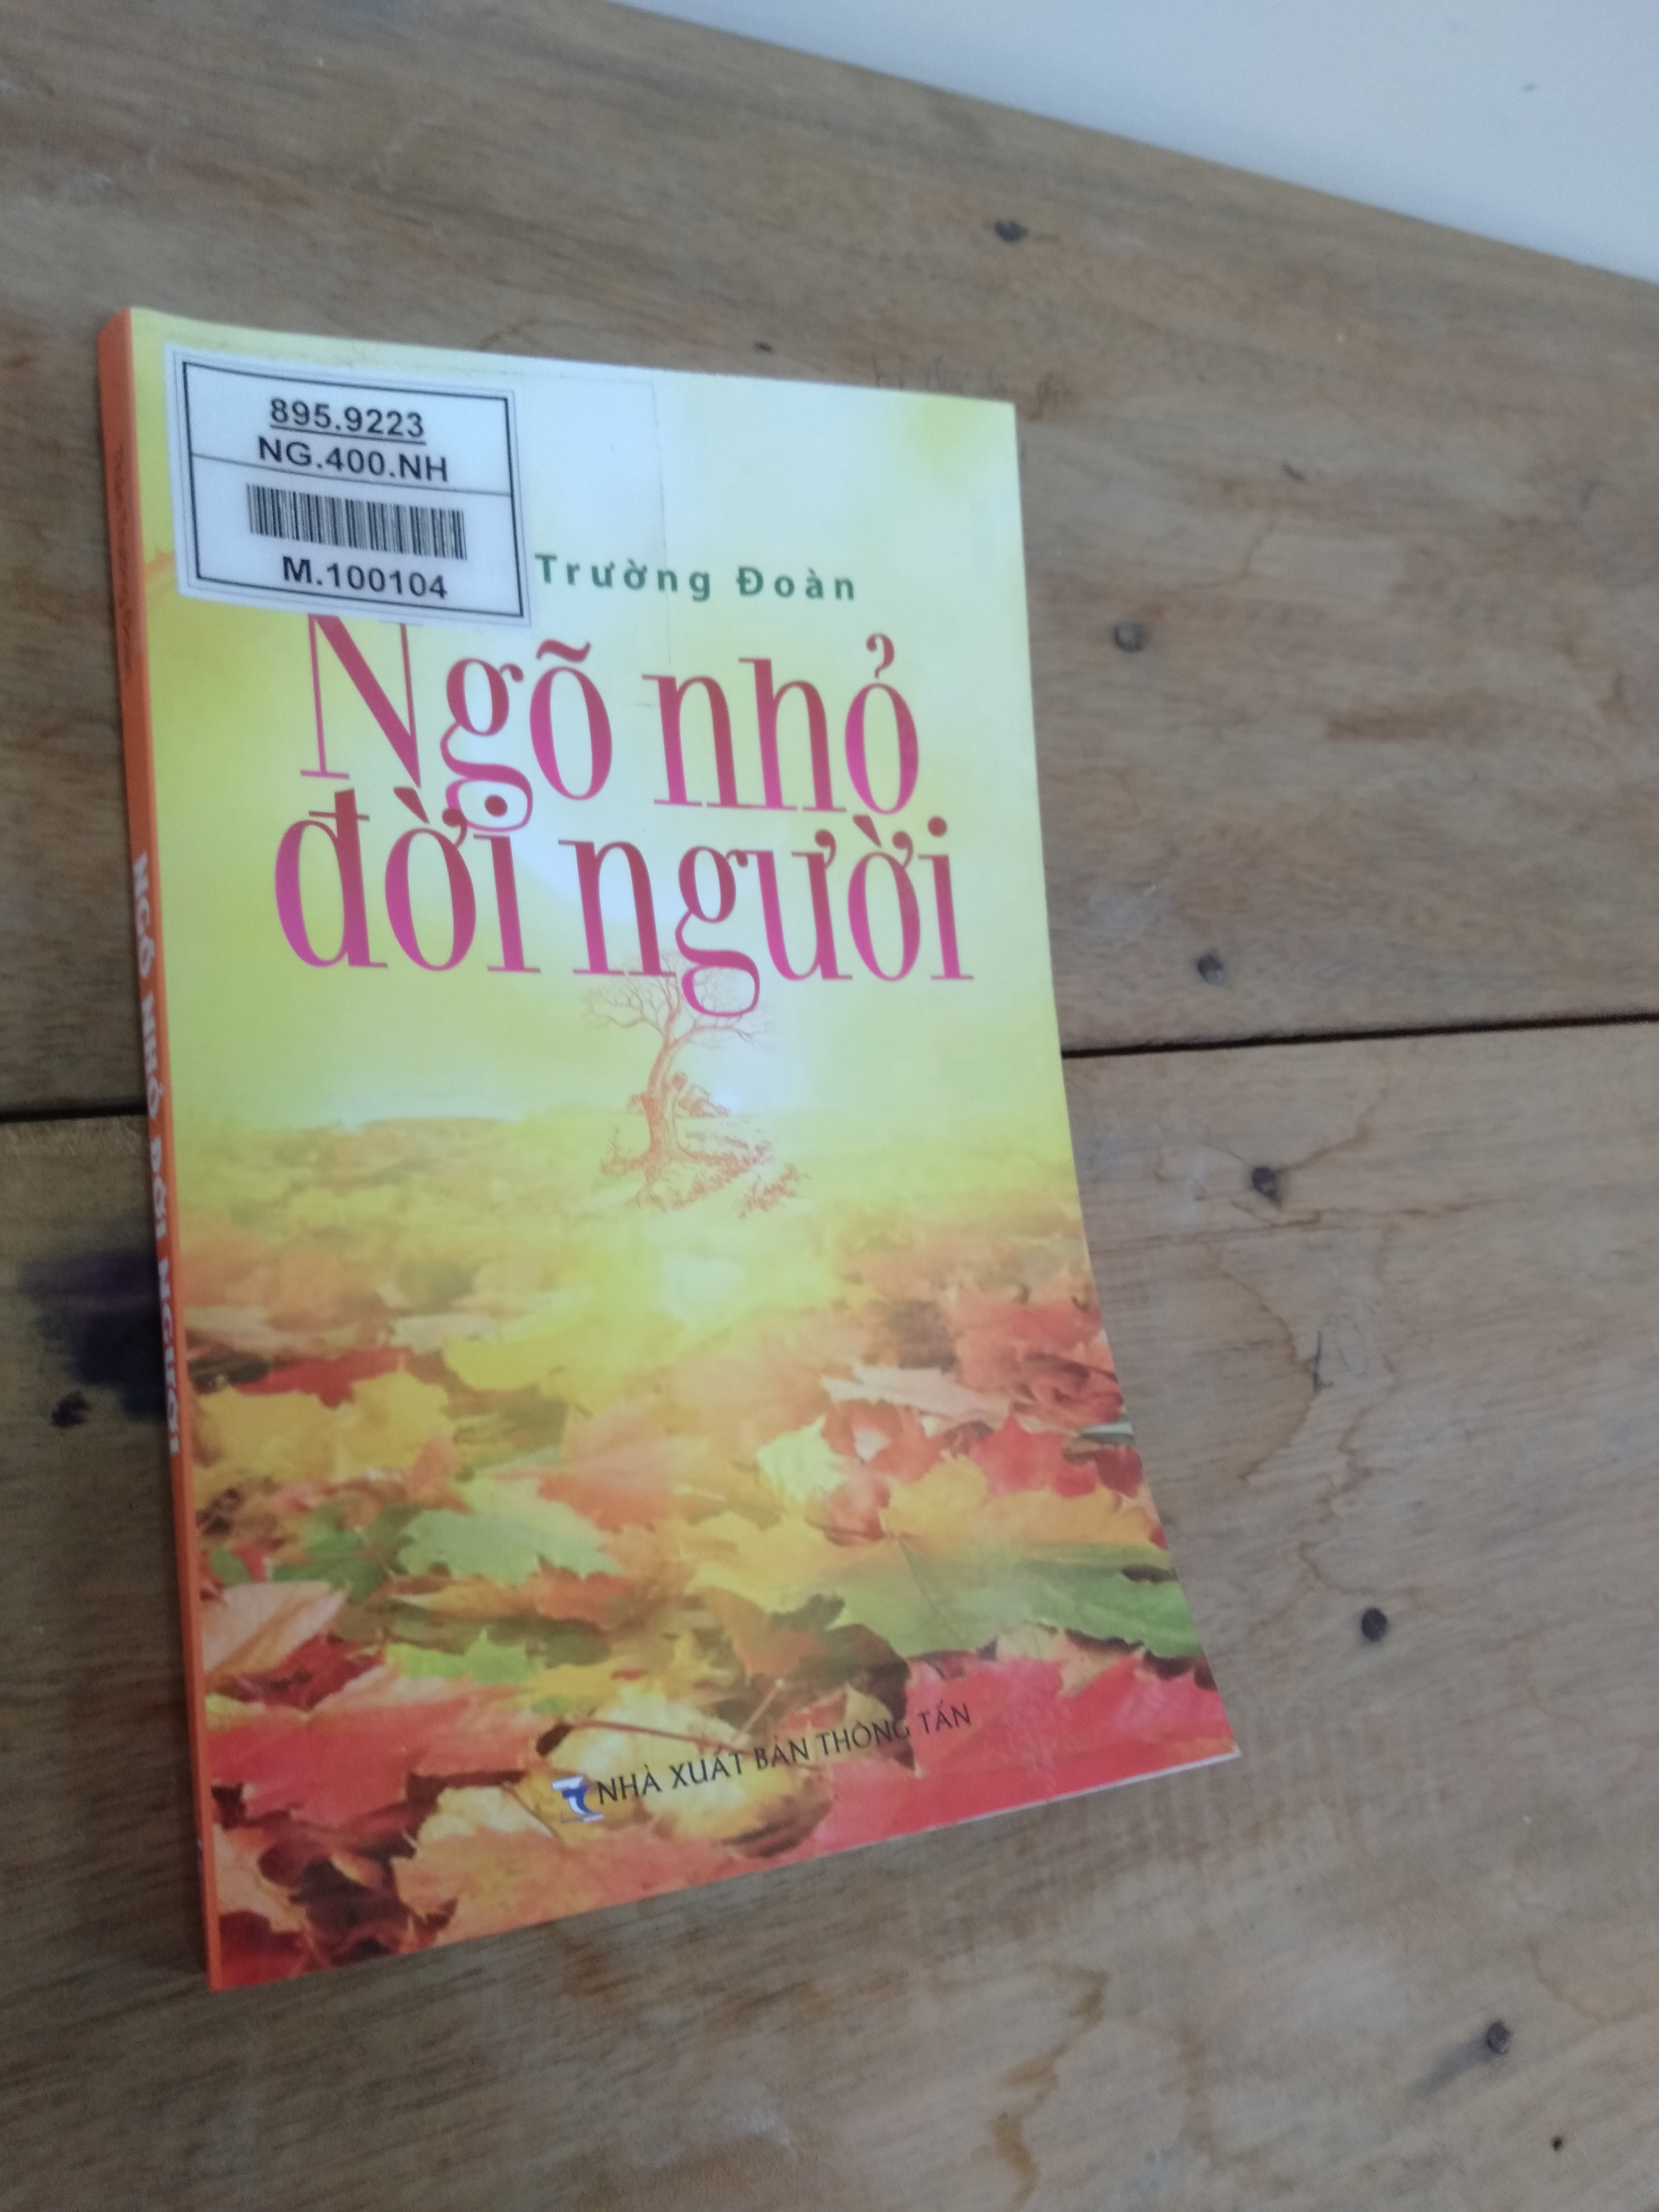 895.9223
NG.400.NH
M.100104
Trường Đoàn
Ngõ nhỏ
đời người
NHÀ XUẤT BẢN THÔNG TẤN
NGÕ NHỎ ĐỜI NGƯỜI